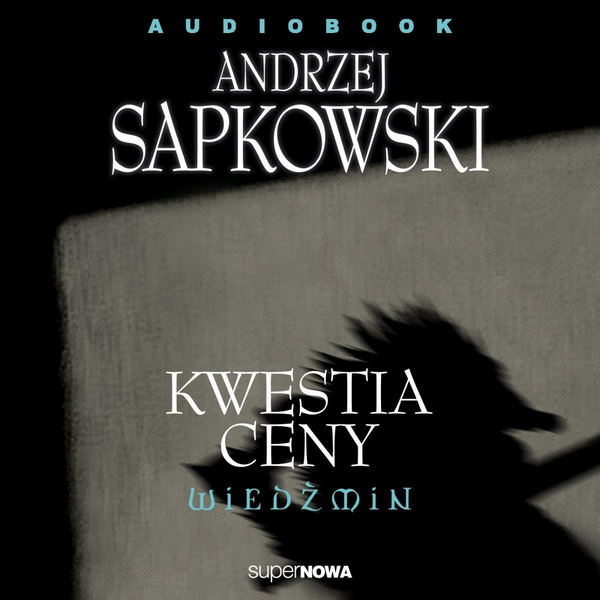 AUDIOBOOK
ANDRZEJ
SAPKOWSKI
KWESTIA
CENY
WIEDŹMIN
superNOWA